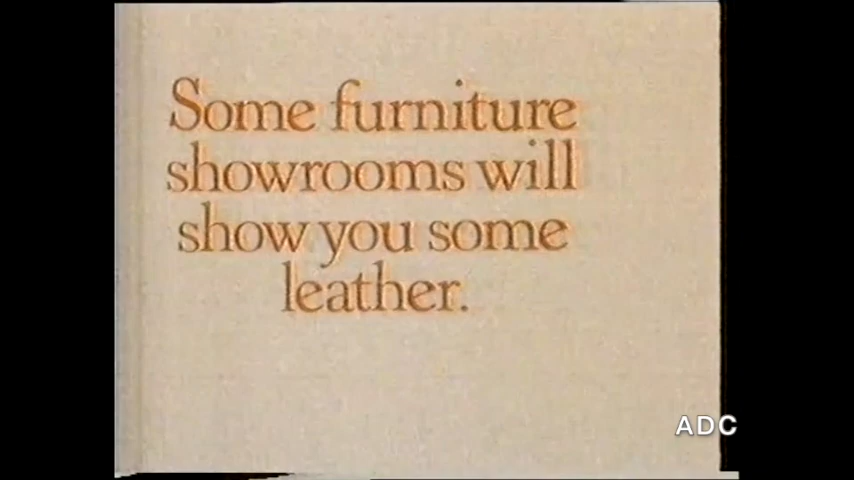 Some furniture
showrooms will
show you some
leather.
ADC